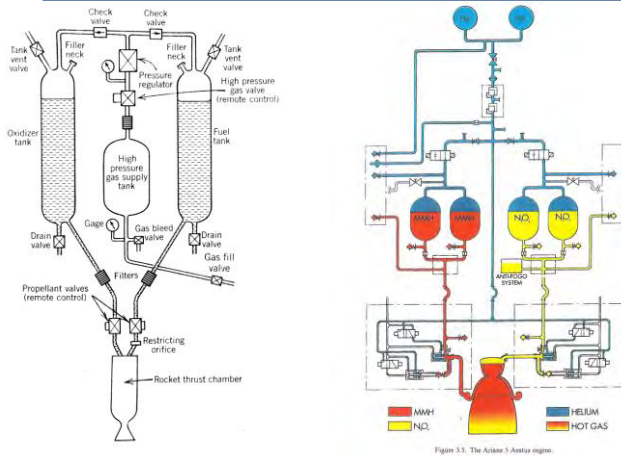 Check
valve
Check
valve
Tank
vent
valve
Filler
neck
Filler
neck
Tank
vent
valve
Pressure
regulator
High pressure
gas valve
(remote control)
Oxidizer
tank
Fuel
tank
High
pressure
gas supply
tank
Gage
Gas bleed
valve
Drain
valve
Drain
valve
Filters
Gas fill
valve
Propellant valves
(remote control)
Restricting
orifice
Rocket thrust chamber
MMH
MMH
N₂O₄
N₂O₄
ANTI-POGO
SYSTEM
MMH
N₂O₄
HELIUM
HOT GAS
Figure 3.5. The Ariane 5 Aestus engine.